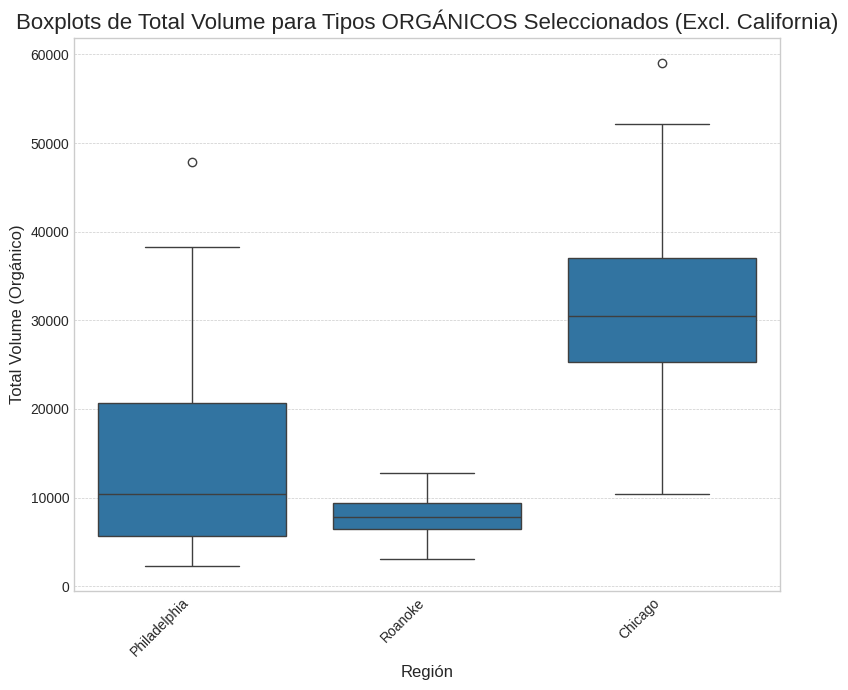 Boxplots de Total Volume para Tipos ORGÁNICOS Seleccionados (Excl. California)
Total Volume (Orgánico)
60000
50000
40000
30000
20000
10000
0
Philadelphia
Roanoke
Chicago
Región